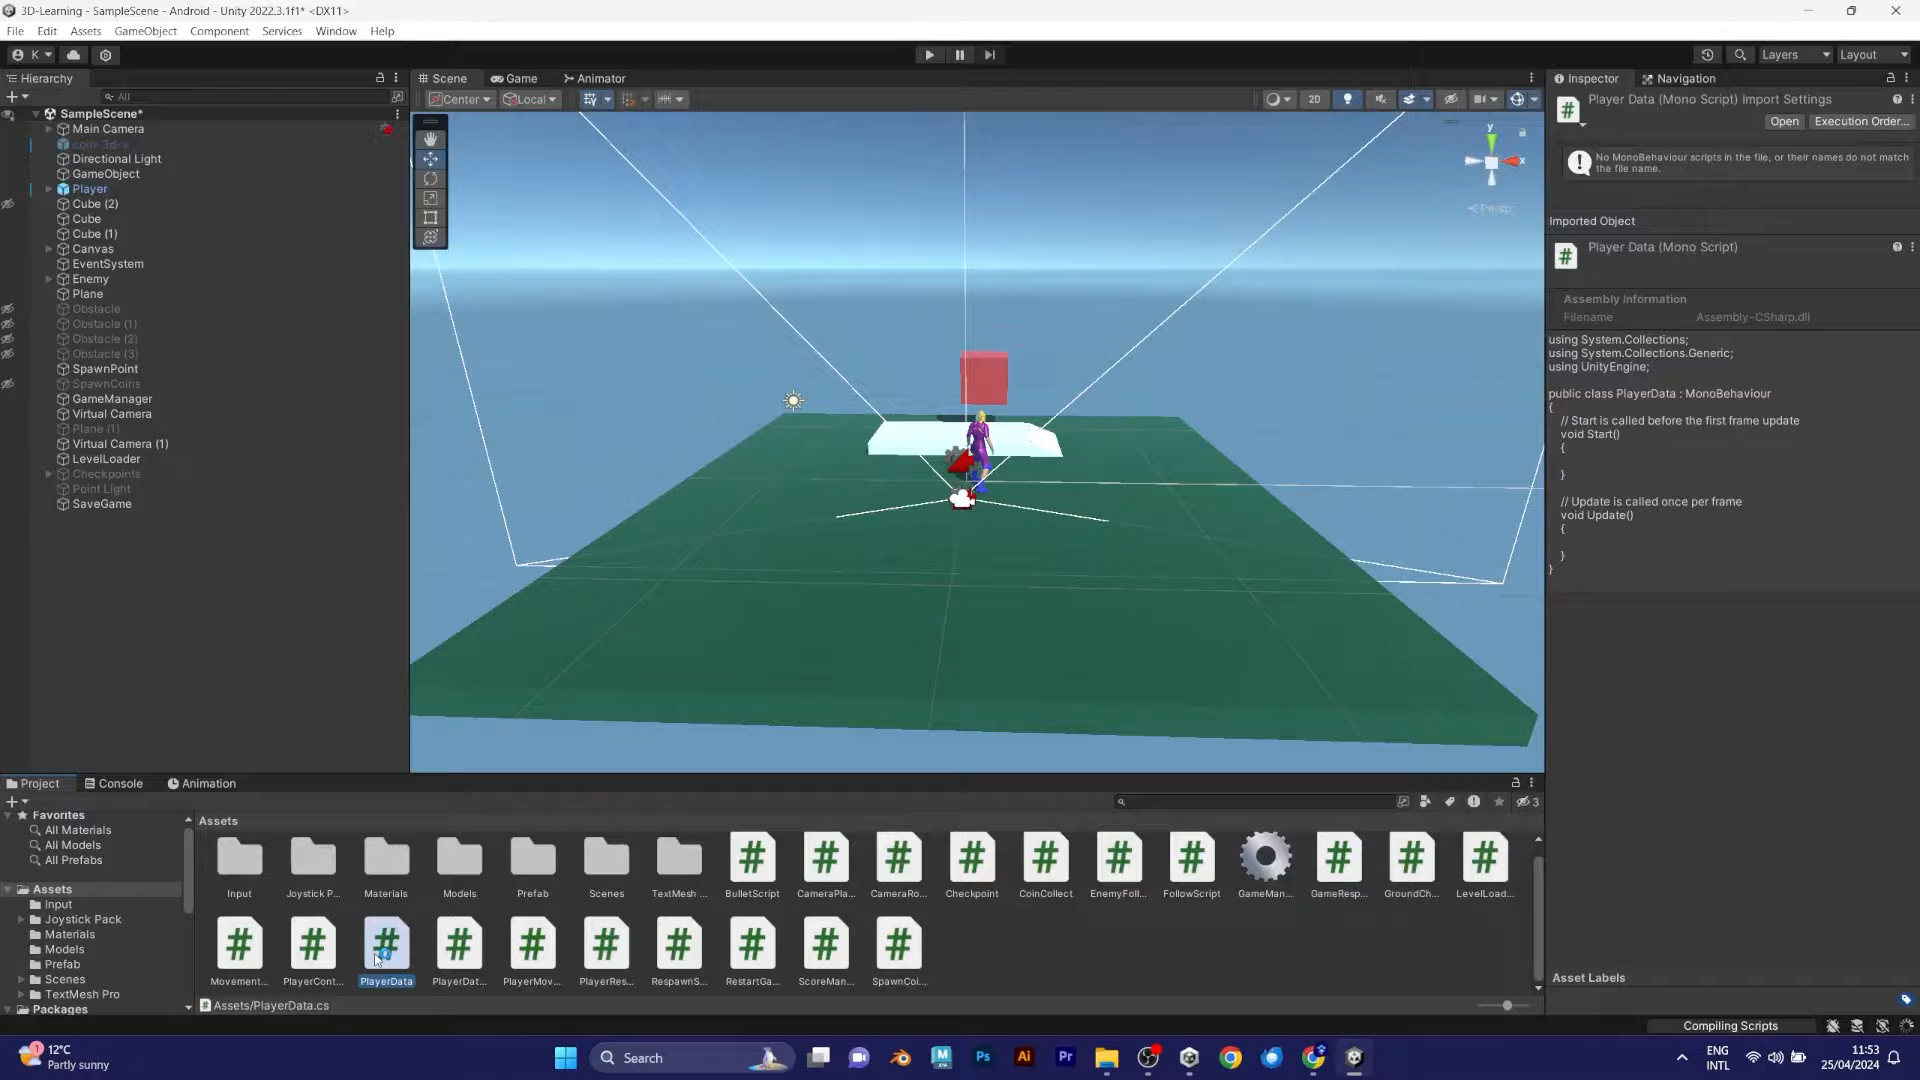 3D-Learning - SampleScene - Android - Unity 2022.3.1f1* <DX11>
File Edit Assets GameObject Component Services Window Help
K
Layers Layout
Hierarchy
Scene Game Animator
Inspector Navigation
All
Center Local
2D
Player Data (Mono Script) Import Settings
Open Execution Order...
No MonoBehaviour scripts in the file, or their names do not match
the file name.
SampleScene*
Main Camera
Directional Light
GameObject
Player
Cube (2)
Cube
Cube (1)
Canvas
EventSystem
Enemy
Plane
Obstacle
Obstacle (1)
Obstacle (2)
Obstacle (3)
SpawnPoint
SpawnCoins
GameManager
Virtual Camera
Plane (1)
Virtual Camera (1)
LevelLoader
Checkpoints
Point Light
SaveGame
y
x
Persp
Imported Object
Player Data (Mono Script)
Assembly Information
Filename Assembly-CSharp.dll
using System.Collections;
using System.Collections.Generic;
using UnityEngine;
public class PlayerData : MonoBehaviour
{
// Start is called before the first frame update
void Start()
{
}
// Update is called once per frame
void Update()
{
}
}
Asset Labels
Project Console Animation
3
Favorites
All Materials
All Models
All Prefabs
Assets
Input
Joystick Pack
Materials
Models
Prefab
Scenes
TextMesh Pro
Packages
Assets
Input Joystick P... Materials Models Prefab Scenes TextMesh ... BulletScript CameraPla... CameraRo... Checkpoint CoinCollect EnemyFoll... FollowScript GameMan... GameResp... GroundCh... LevelLoad...
Movement... PlayerCont... PlayerData PlayerDat... PlayerMov... PlayerRes... RespawnS... RestartGa... ScoreMan... SpawnCol...
Assets/PlayerData.cs
Compiling Scripts
1
12°C
Partly sunny
Search
Ps Ai Pr
ENG
INTL
11:53
25/04/2024